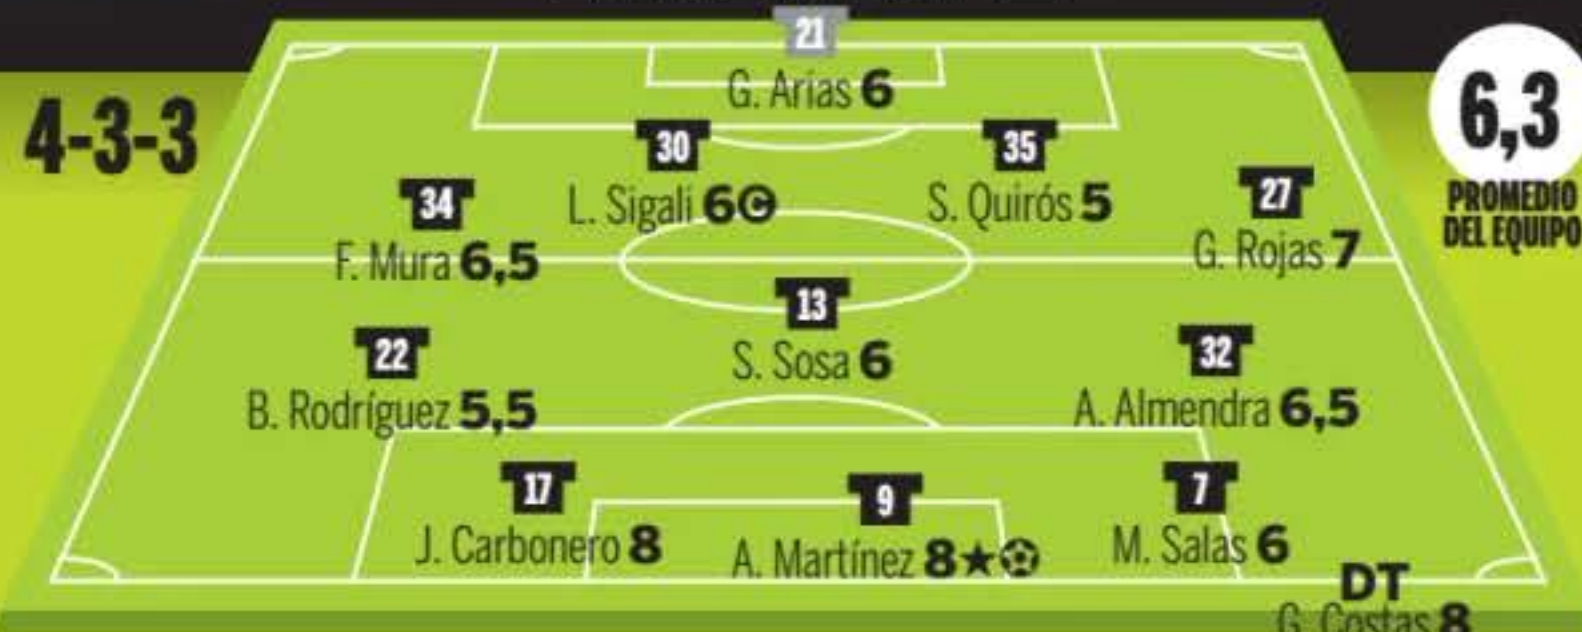 21
G. Arias 6
4-3-3
6,3
PROMEDIO
DEL EQUIPO
30
L. Sigali 6 C
35
S. Quirós 5
34
F. Mura 6,5
27
G. Rojas 7
13
S. Sosa 6
22
B. Rodríguez 5,5
32
A. Almendra 6,5
17
J. Carbonero 8
9
A. Martínez 8★⚽
7
M. Salas 6
DT
G. Costas 8